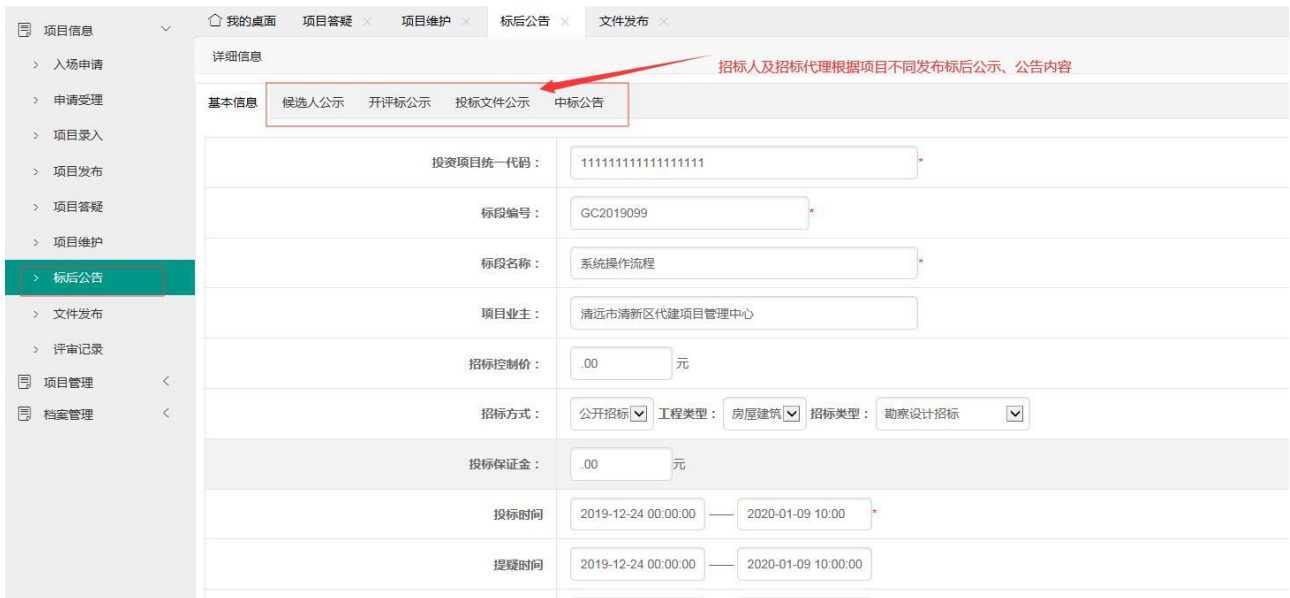 项目信息
入场申请
申请受理
项目录入
项目发布
项目答疑
项目维护
标后公告
文件发布
评审记录
项目管理
档案管理
我的桌面 项目答疑 项目维护 标后公告 文件发布
详细信息
招标人及招标代理根据项目不同发布标后公示、公告内容
基本信息 候选人公示 开评标公示 投标文件公示 中标公告
投资项目统一代码： 111111111111111111 *
标段编号： GC2019099 *
标段名称： 系统操作流程 *
项目业主： 清远市清新区代建项目管理中心
招标控制价： .00 元
招标方式： 公开招标 工程类型： 房屋建筑 招标类型： 勘察设计招标
投标保证金： .00 元
投标时间 2019-12-24 00:00:00 —— 2020-01-09 10:00 *
提疑时间 2019-12-24 00:00:00 —— 2020-01-09 10:00:00